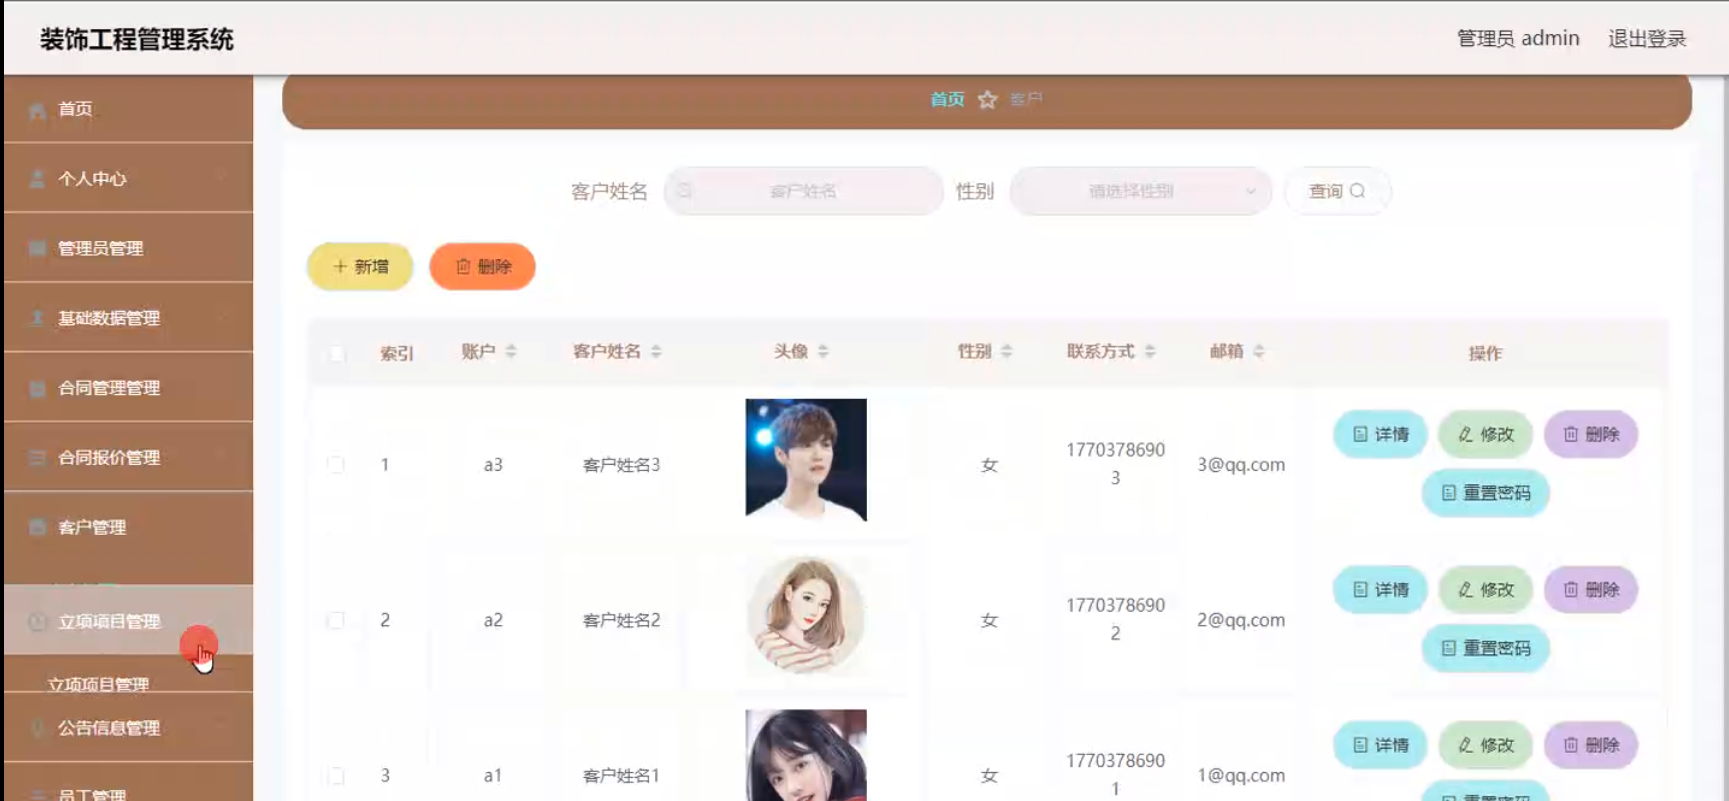 装饰工程管理系统
管理员 admin 退出登录
首页
个人中心
管理员管理
基础数据管理
合同管理管理
合同报价管理
客户管理
立项项目管理
立项项目管理
公告信息管理
员工管理
首页 客户
客户姓名 客户姓名 性别 请选择性别 查询
新增 删除
索引 账户 客户姓名 头像 性别 联系方式 邮箱 操作
1 a3 客户姓名3 女 17703786903 3@qq.com 详情 修改 删除
重置密码
2 a2 客户姓名2 女 17703786902 2@qq.com 详情 修改 删除
重置密码
3 a1 客户姓名1 女 17703786901 1@qq.com 详情 修改 删除
重置密码